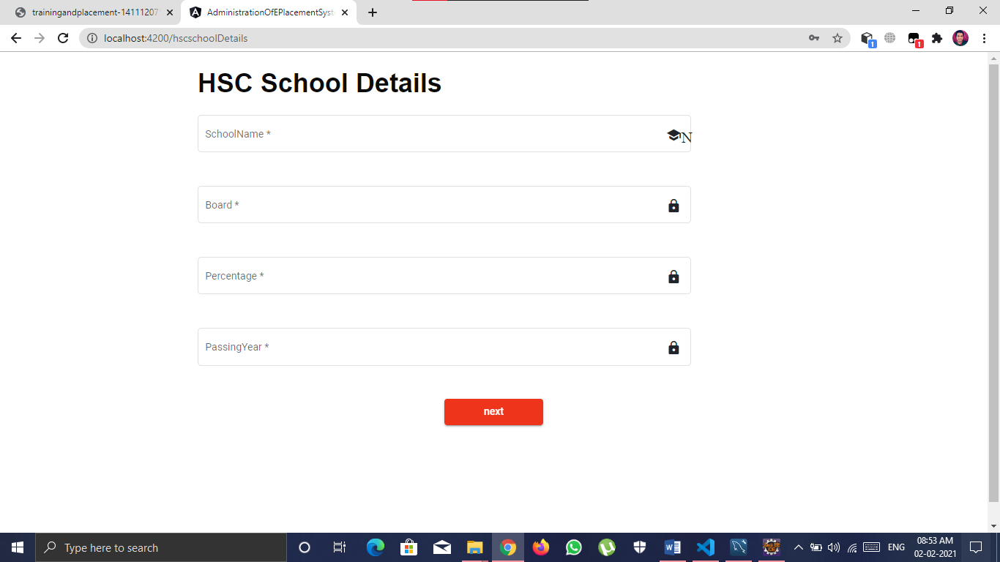 trainingandplacement-14111207
AdministrationOfEPlacementSyst
localhost:4200/hscschoolDetails
1
1
HSC School Details
SchoolName *
N
Board *
Percentage *
PassingYear *
next
Type here to search
ENG
08:53 AM
02-02-2021